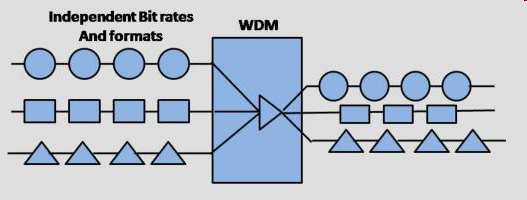 Independent Bit rates
And formats
WDM